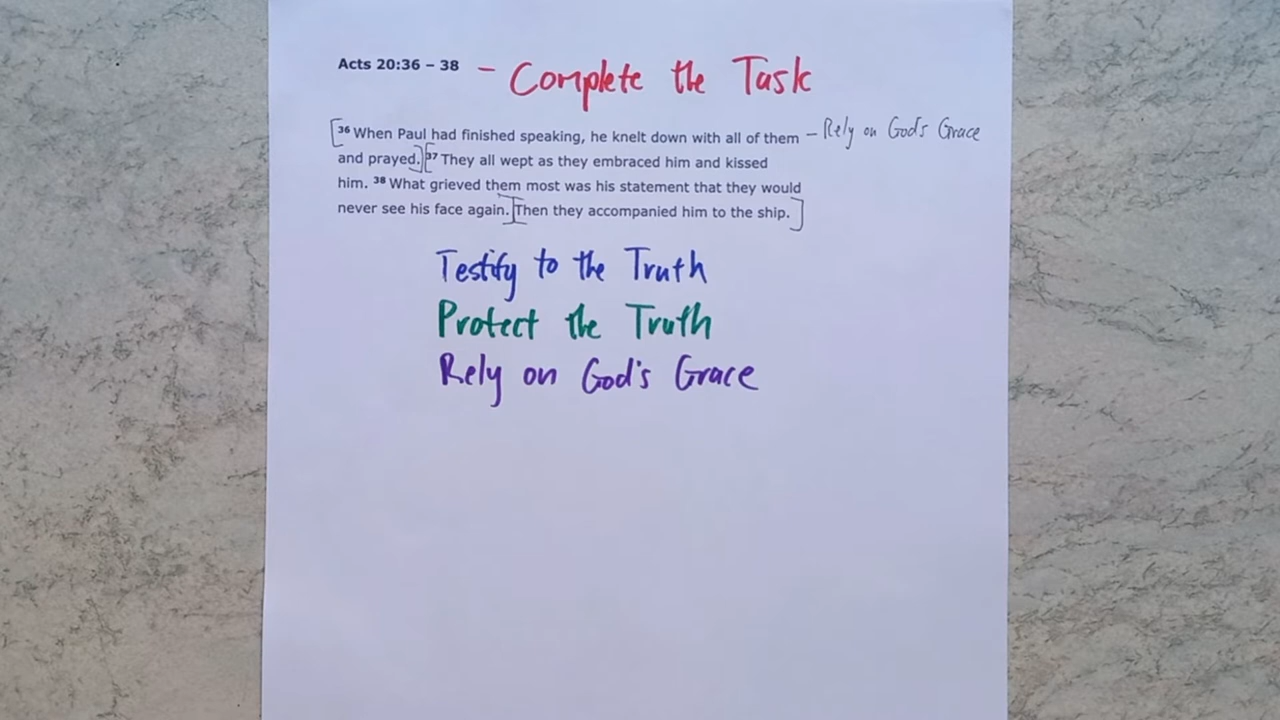 Acts 20:36 – 38 – Complete the Task
[36 When Paul had finished speaking, he knelt down with all of them – Rely on God's Grace
and prayed.] [37 They all wept as they embraced him and kissed
him. 38 What grieved them most was his statement that they would
never see his face again.] [Then they accompanied him to the ship.]
Testify to the Truth
Protect the Truth
Rely on God's Grace